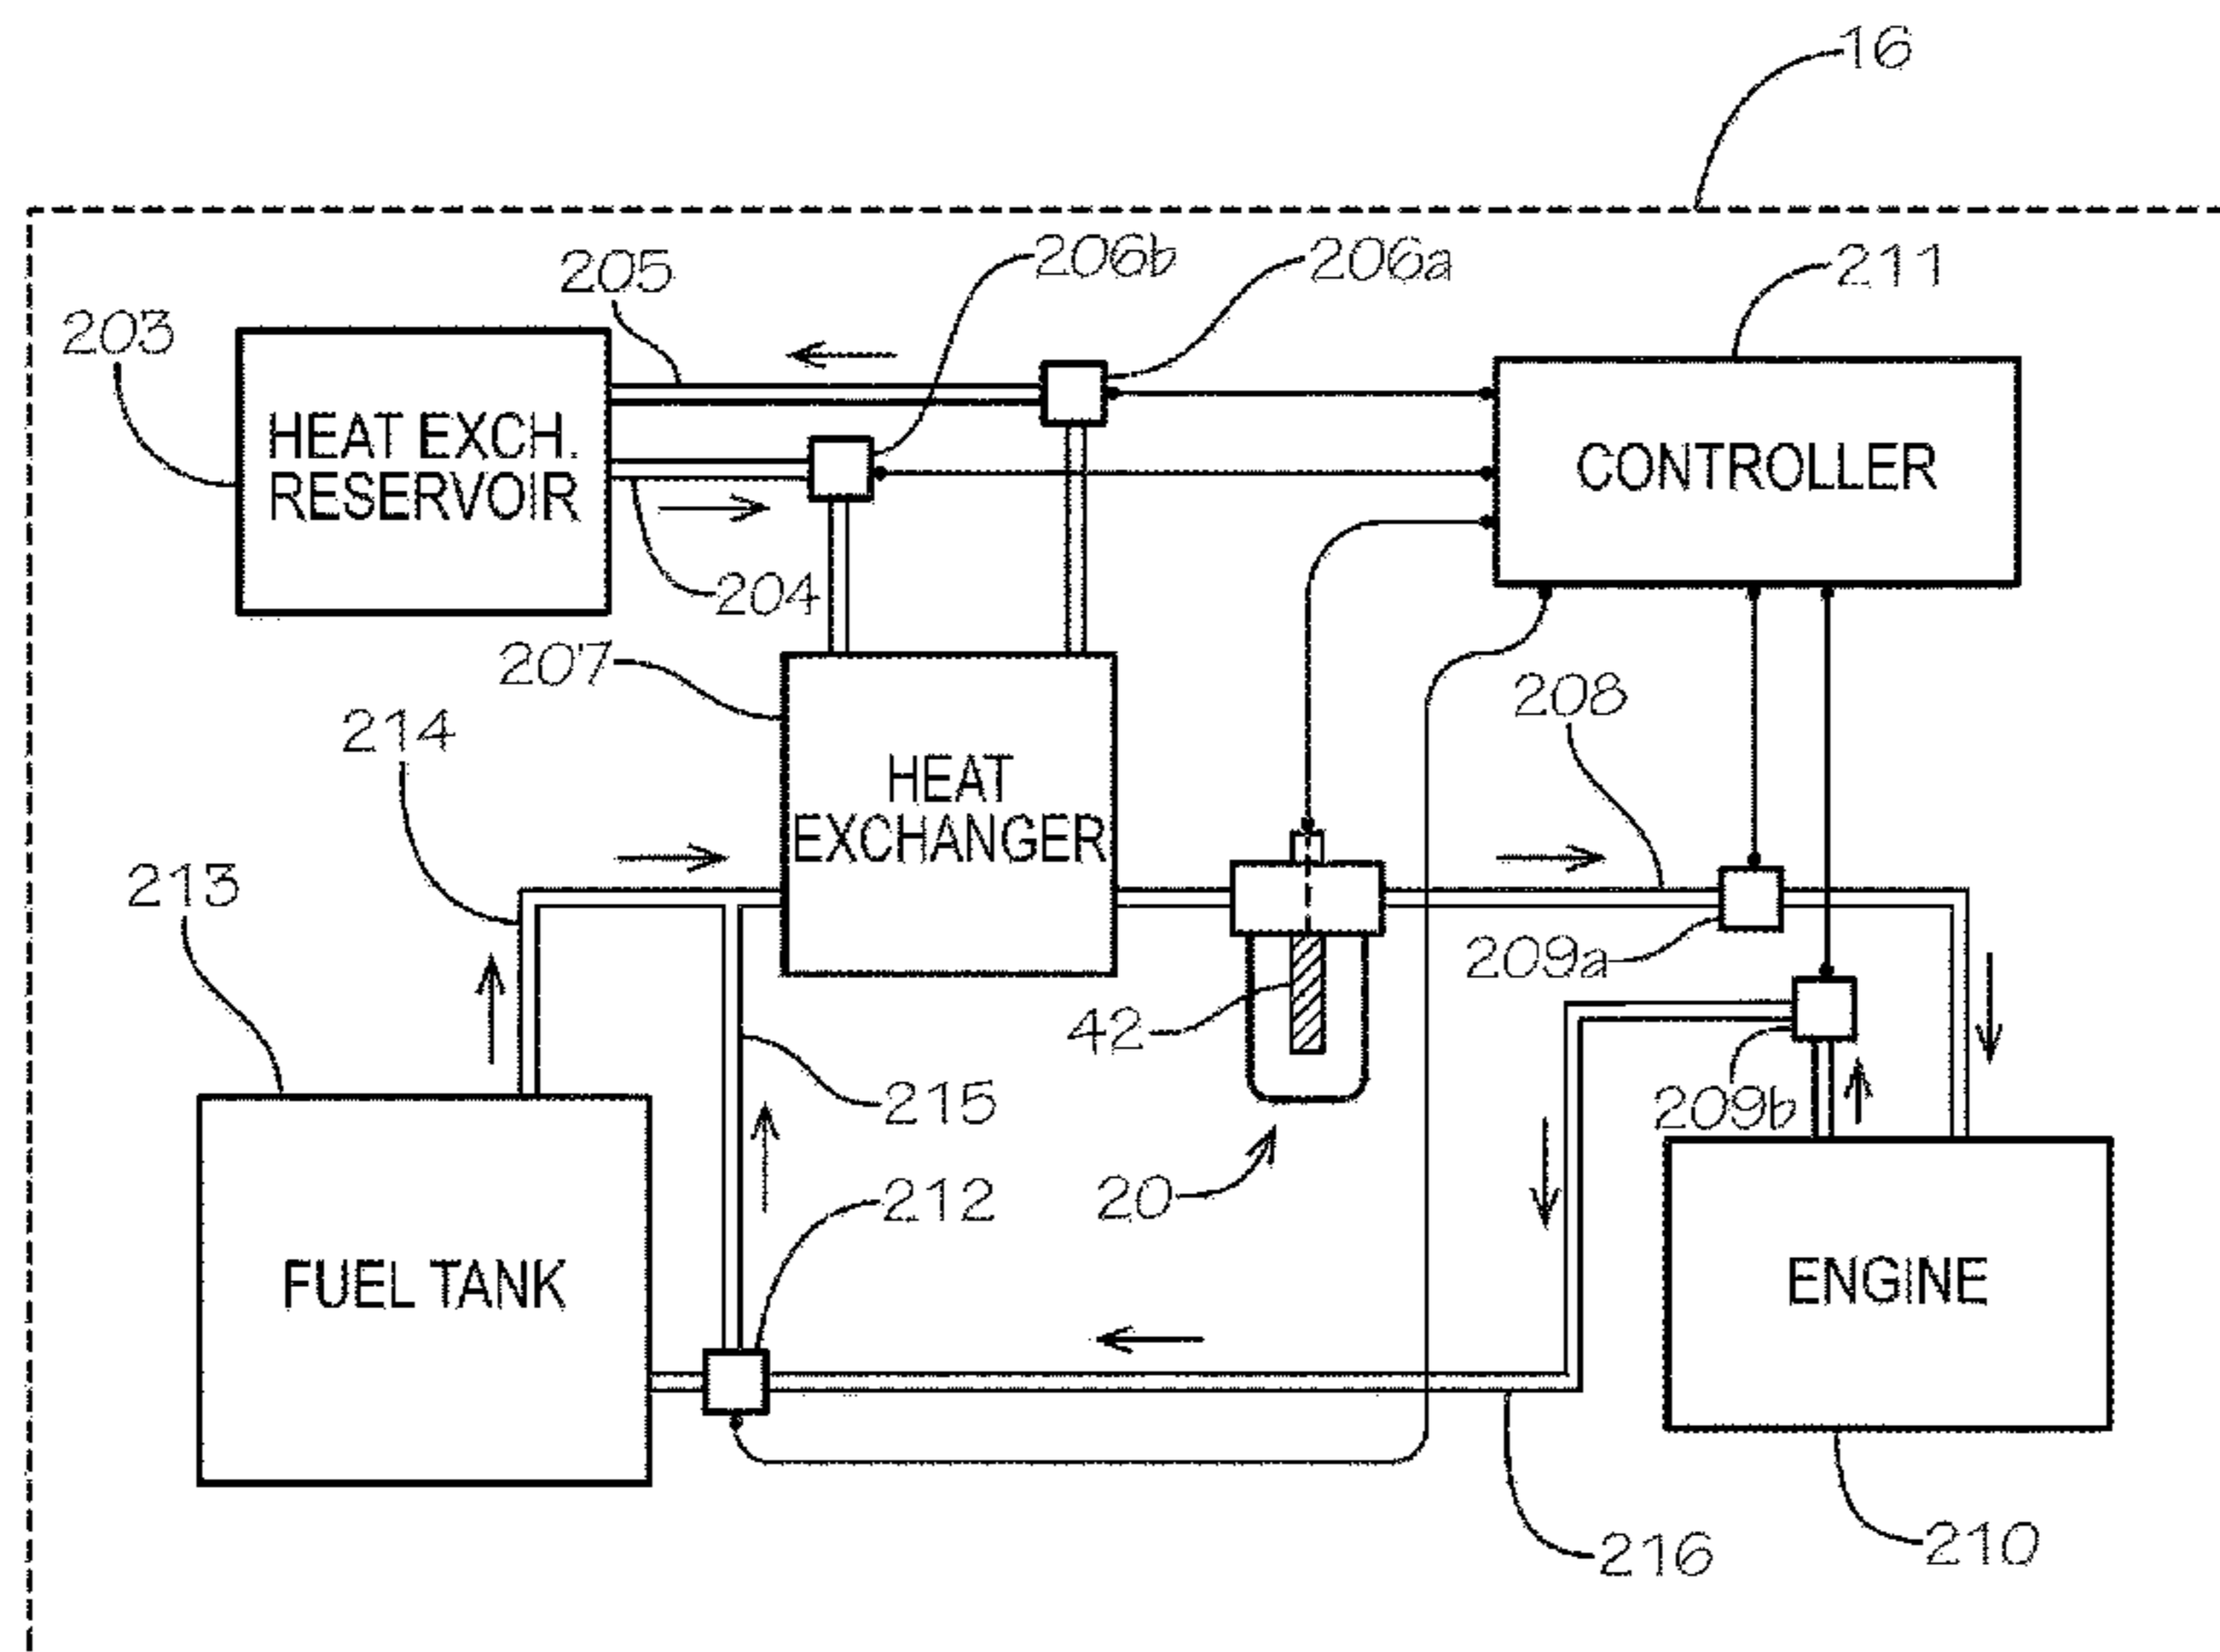 16
206b
206a
211
205
203
HEAT EXCH.
RESERVOIR
CONTROLLER
204
207
208
214
HEAT
EXCHANGER
213
209a
42
215
209b
212
20
FUEL TANK
ENGINE
216
210